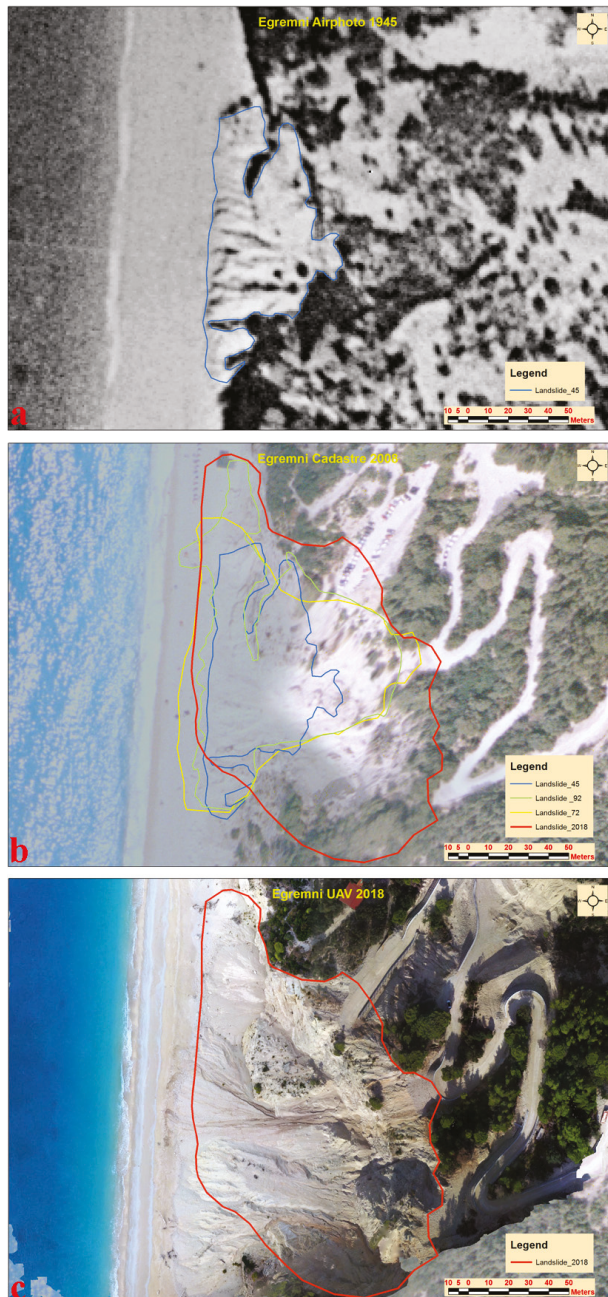 Egremni Airphoto 1945
N
W
E
S
Legend
Landslide_45
10 5 0 10 20 30 40 50
Meters
a
Egremni Cadastre 2008
N
W
E
S
Legend
Landslide_45
Landslide _92
Landslide_72
Landslide_2018
10 5 0 10 20 30 40 50
Meters
b
Egremni UAV 2018
N
W
E
S
Legend
Landslide_2018
10 5 0 10 20 30 40 50
Meters
c